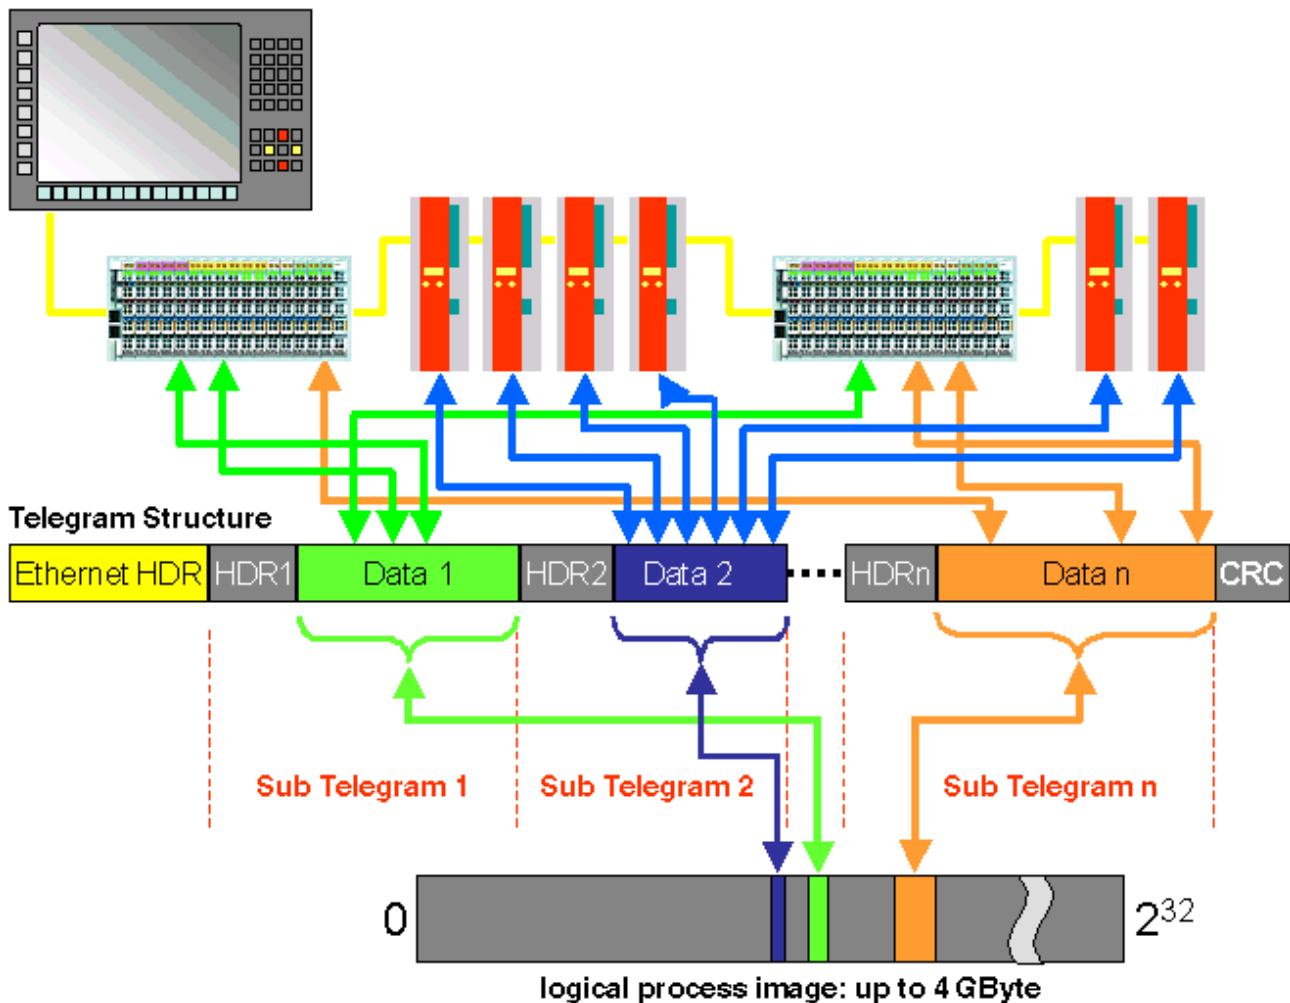 Telegram Structure
Ethernet HDR HDR1 Data 1 HDR2 Data 2 HDRn Data n CRC
Sub Telegram 1 Sub Telegram 2 Sub Telegram n
0 2³²
logical process image: up to 4 GByte